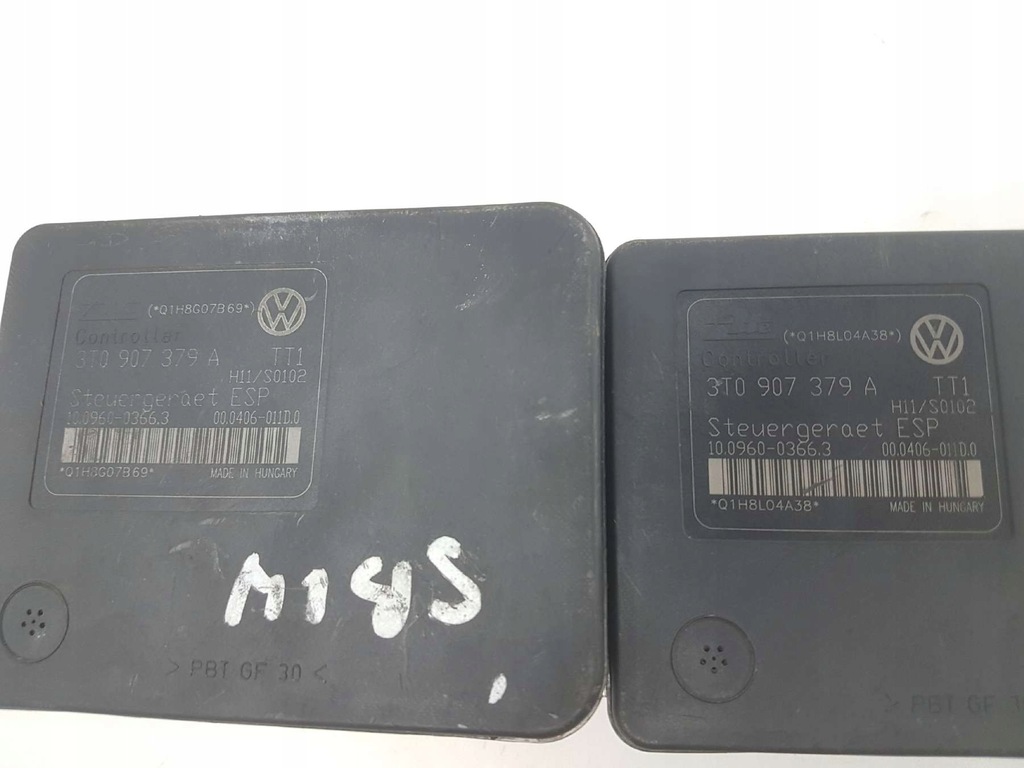 (*Q1H8G07B69*)
Controller
3T0 907 379 A TT1
H11/S0102
Steuergeraet ESP
10.0960-0366.3 00.0406-011D.0
*Q1H8G07B69* MADE IN HUNGARY
> PBT GF 30 <
(*Q1H8L04A38*)
Controller
3T0 907 379 A TT1
H11/S0102
Steuergeraet ESP
10.0960-0366.3 00.0406-011D.0
*Q1H8L04A38* MADE IN HUNGARY
> PBT GF